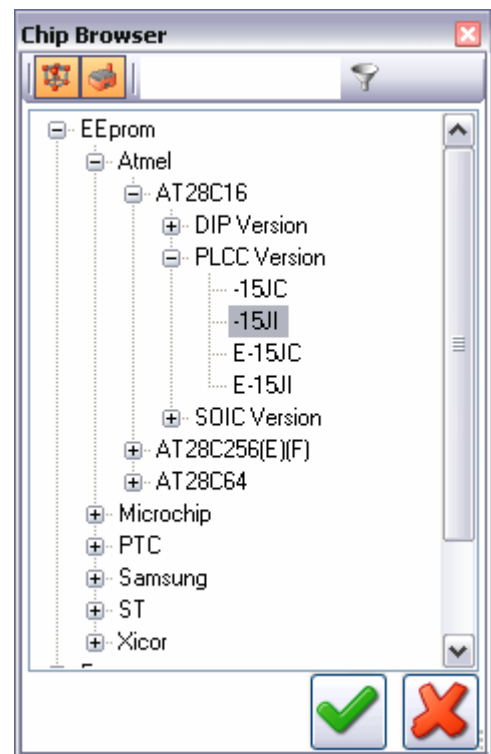 Chip Browser
EEprom
Atmel
AT28C16
DIP Version
PLCC Version
-15JC
-15JI
E-15JC
E-15JI
SOIC Version
AT28C256(E)(F)
AT28C64
Microchip
PTC
Samsung
ST
Xicor